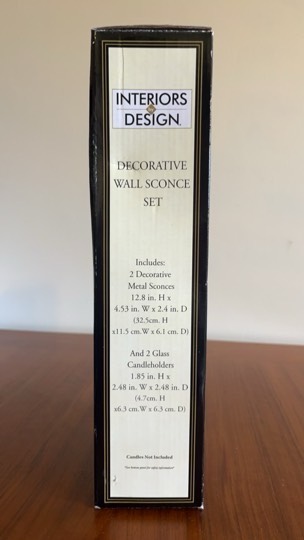 INTERIORS
by
DESIGN.
DECORATIVE
WALL SCONCE
SET
Includes:
2 Decorative
Metal Sconces
12.8 in. H x
4.53 in. W x 2.4 in. D
(32.5cm. H
x11.5 cm.W x 6.1 cm. D)
And 2 Glass
Candleholders
1.85 in. H x
2.48 in. W x 2.48 in. D
(4.7cm. H
x6.3 cm.W x 6.3 cm. D)
Candles Not Included